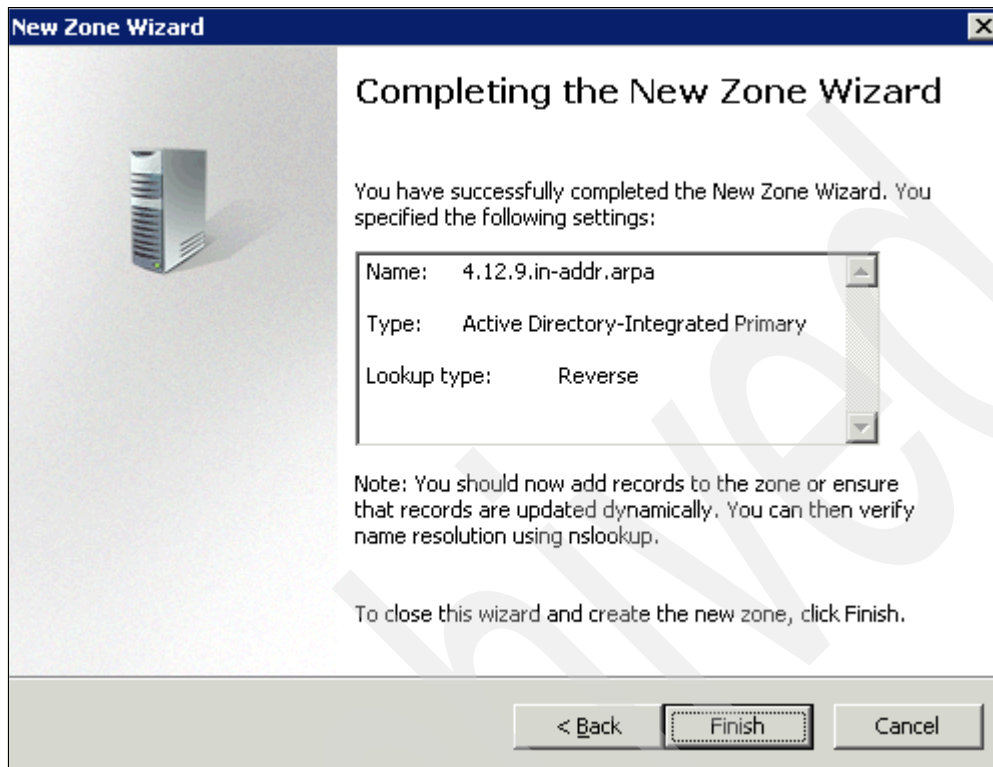 New Zone Wizard
Completing the New Zone Wizard
You have successfully completed the New Zone Wizard. You
specified the following settings:
Name: 4.12.9.in-addr.arpa
Type: Active Directory-Integrated Primary
Lookup type: Reverse
Note: You should now add records to the zone or ensure
that records are updated dynamically. You can then verify
name resolution using nslookup.
To close this wizard and create the new zone, click Finish.
< Back
Finish
Cancel
hived